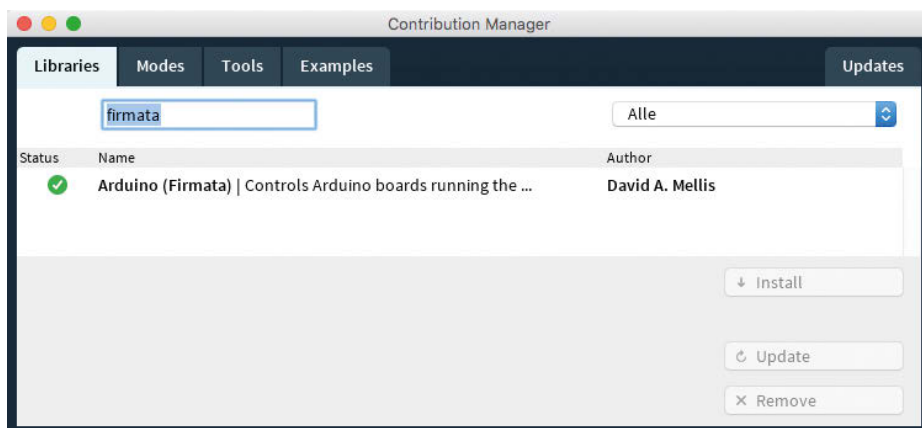 Contribution Manager
Libraries Modes Tools Examples Updates
firmata Alle
Status Name Author
Arduino (Firmata) | Controls Arduino boards running the ... David A. Mellis
Install
Update
Remove